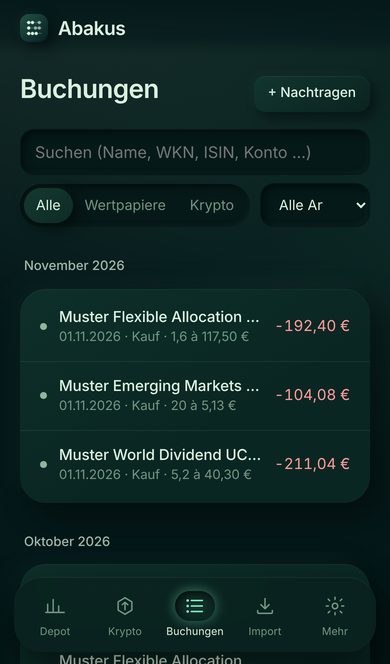 Abakus
Buchungen
+ Nachtragen
Suchen (Name, WKN, ISIN, Konto ...)
Alle
Wertpapiere
Krypto
Alle Ar
November 2026
Muster Flexible Allocation ...
-192,40 €
01.11.2026 · Kauf · 1,6 à 117,50 €
Muster Emerging Markets ...
-104,08 €
01.11.2026 · Kauf · 20 à 5,13 €
Muster World Dividend UC...
-211,04 €
01.11.2026 · Kauf · 5,2 à 40,30 €
Oktober 2026
Depot
Krypto
Buchungen
Import
Mehr
Muster Flexible Allocation